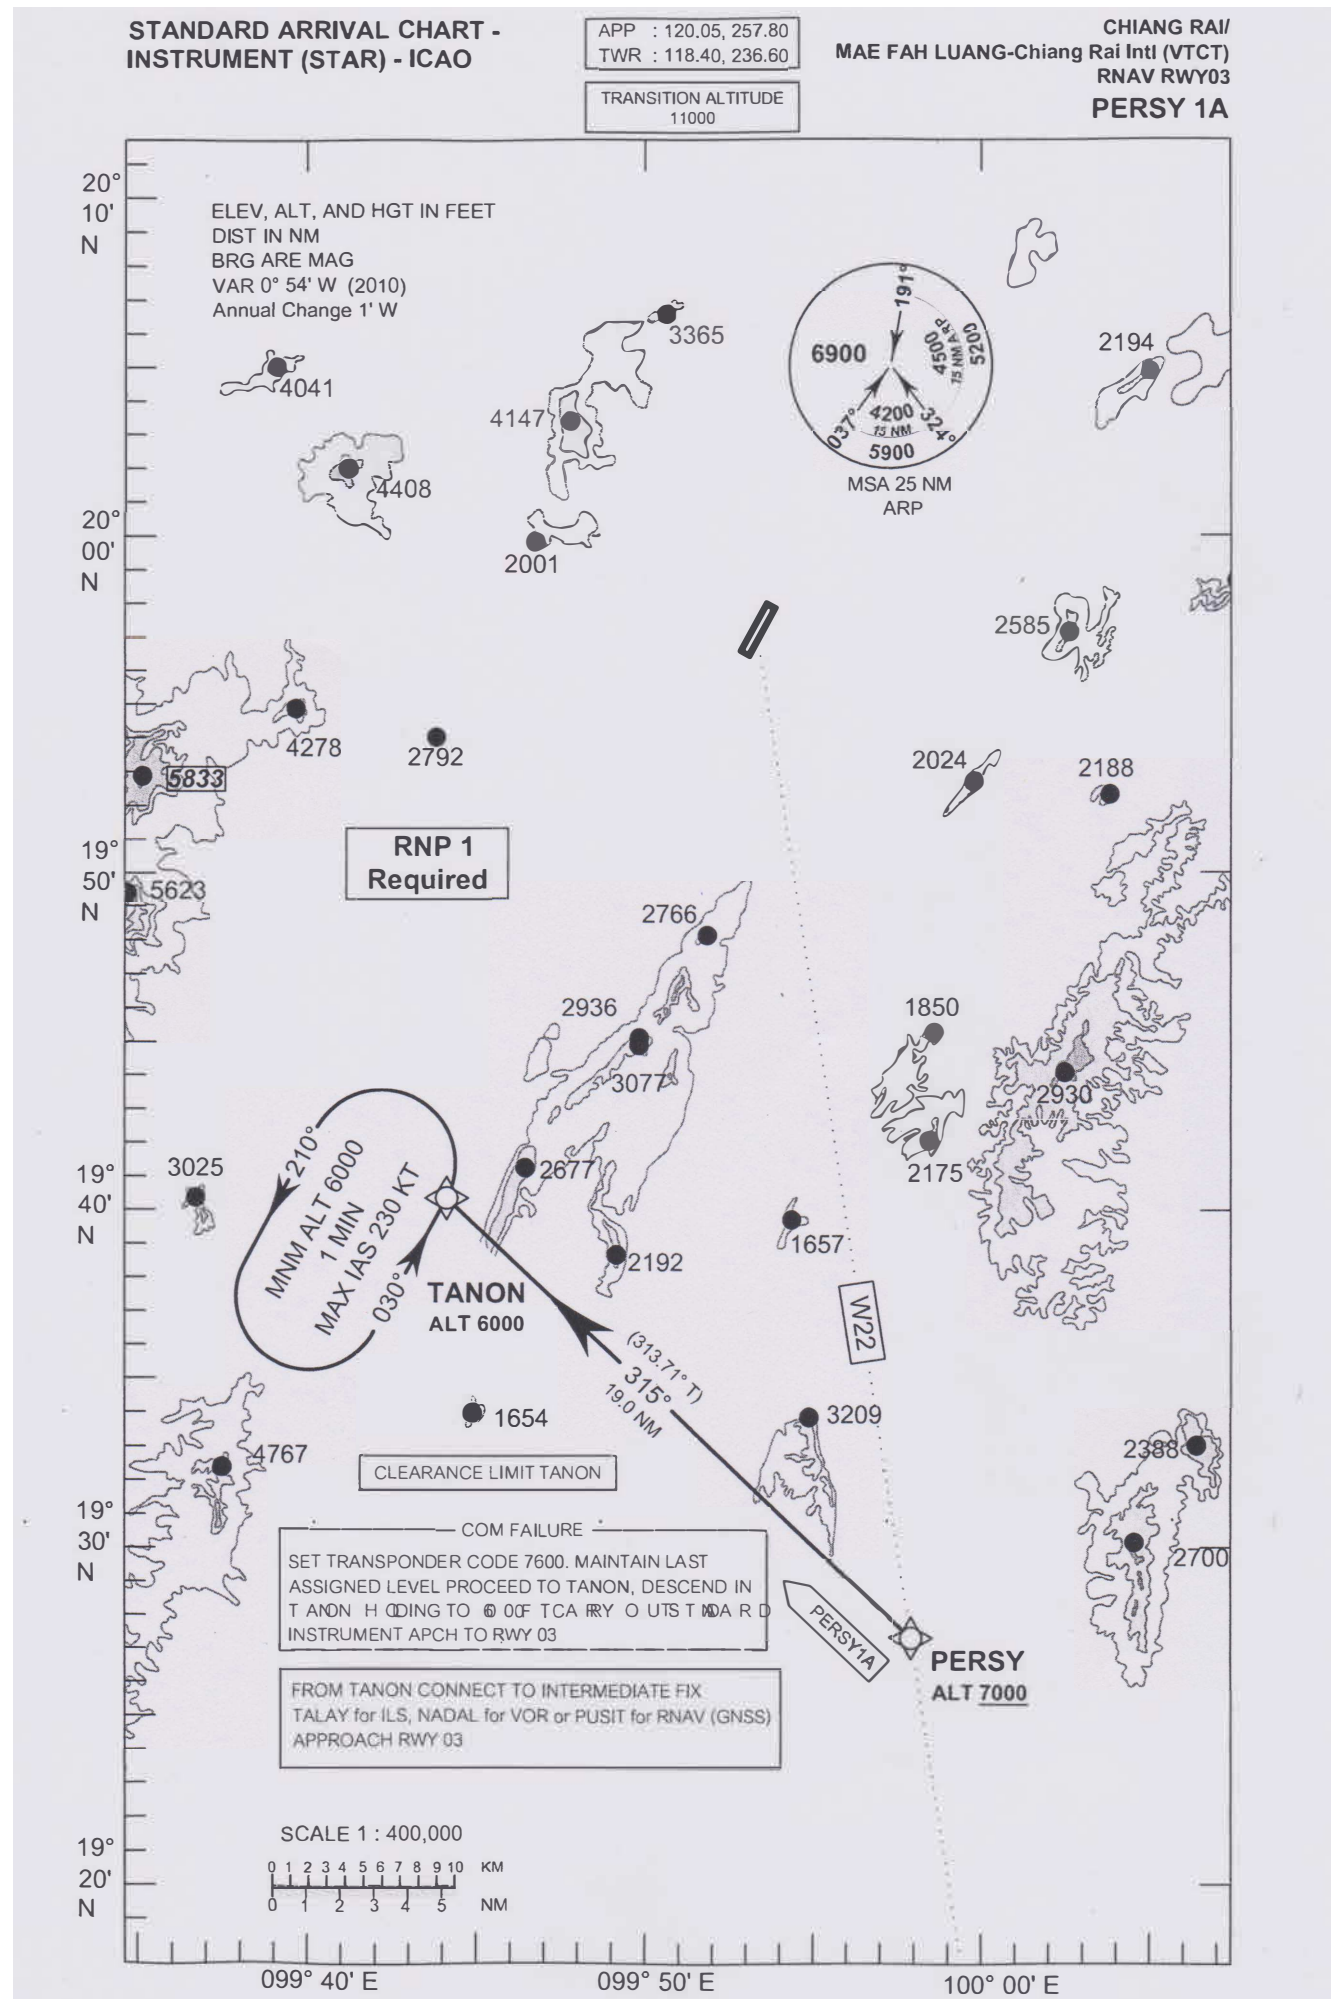 STANDARD ARRIVAL CHART -
INSTRUMENT (STAR) - ICAO
APP : 120.05, 257.80
TWR : 118.40, 236.60
TRANSITION ALTITUDE
11000
CHIANG RAI/
MAE FAH LUANG-Chiang Rai Intl (VTCT)
RNAV RWY03
PERSY 1A
20°
10'
N
ELEV, ALT, AND HGT IN FEET
DIST IN NM
BRG ARE MAG
VAR 0° 54' W (2010)
Annual Change 1' W
3365
4041
4147
4408
2001
191°
6900
4500
15 NM ARP
5200
037°
4200
15 NM
324°
5900
MSA 25 NM
ARP
2194
20°
00'
N
2585
4278
2792
5833
2024
2188
RNP 1
Required
19°
50'
N
5623
2766
2936
3077
1850
2930
2175
210°
MNM ALT 6000
1 MIN
MAX IAS 230 KT
030°
3025
2677
19°
40'
N
2192
1657
TANON
ALT 6000
W22
(313.71° T)
315°
19.0 NM
1654
3209
4767
2388
CLEARANCE LIMIT TANON
19°
30'
N
2700
COM FAILURE
SET TRANSPONDER CODE 7600. MAINTAIN LAST
ASSIGNED LEVEL PROCEED TO TANON, DESCEND IN
TANON HODING TO 6000FTCARRY OUT STNDARD
INSTRUMENT APCH TO RWY 03
PERSY1A
PERSY
ALT 7000
FROM TANON CONNECT TO INTERMEDIATE FIX
TALAY for ILS, NADAL for VOR or PUSIT for RNAV (GNSS)
APPROACH RWY 03
SCALE 1 : 400,000
0 1 2 3 4 5 6 7 8 9 10 KM
0 1 2 3 4 5 NM
19°
20'
N
099° 40' E
099° 50' E
100° 00' E